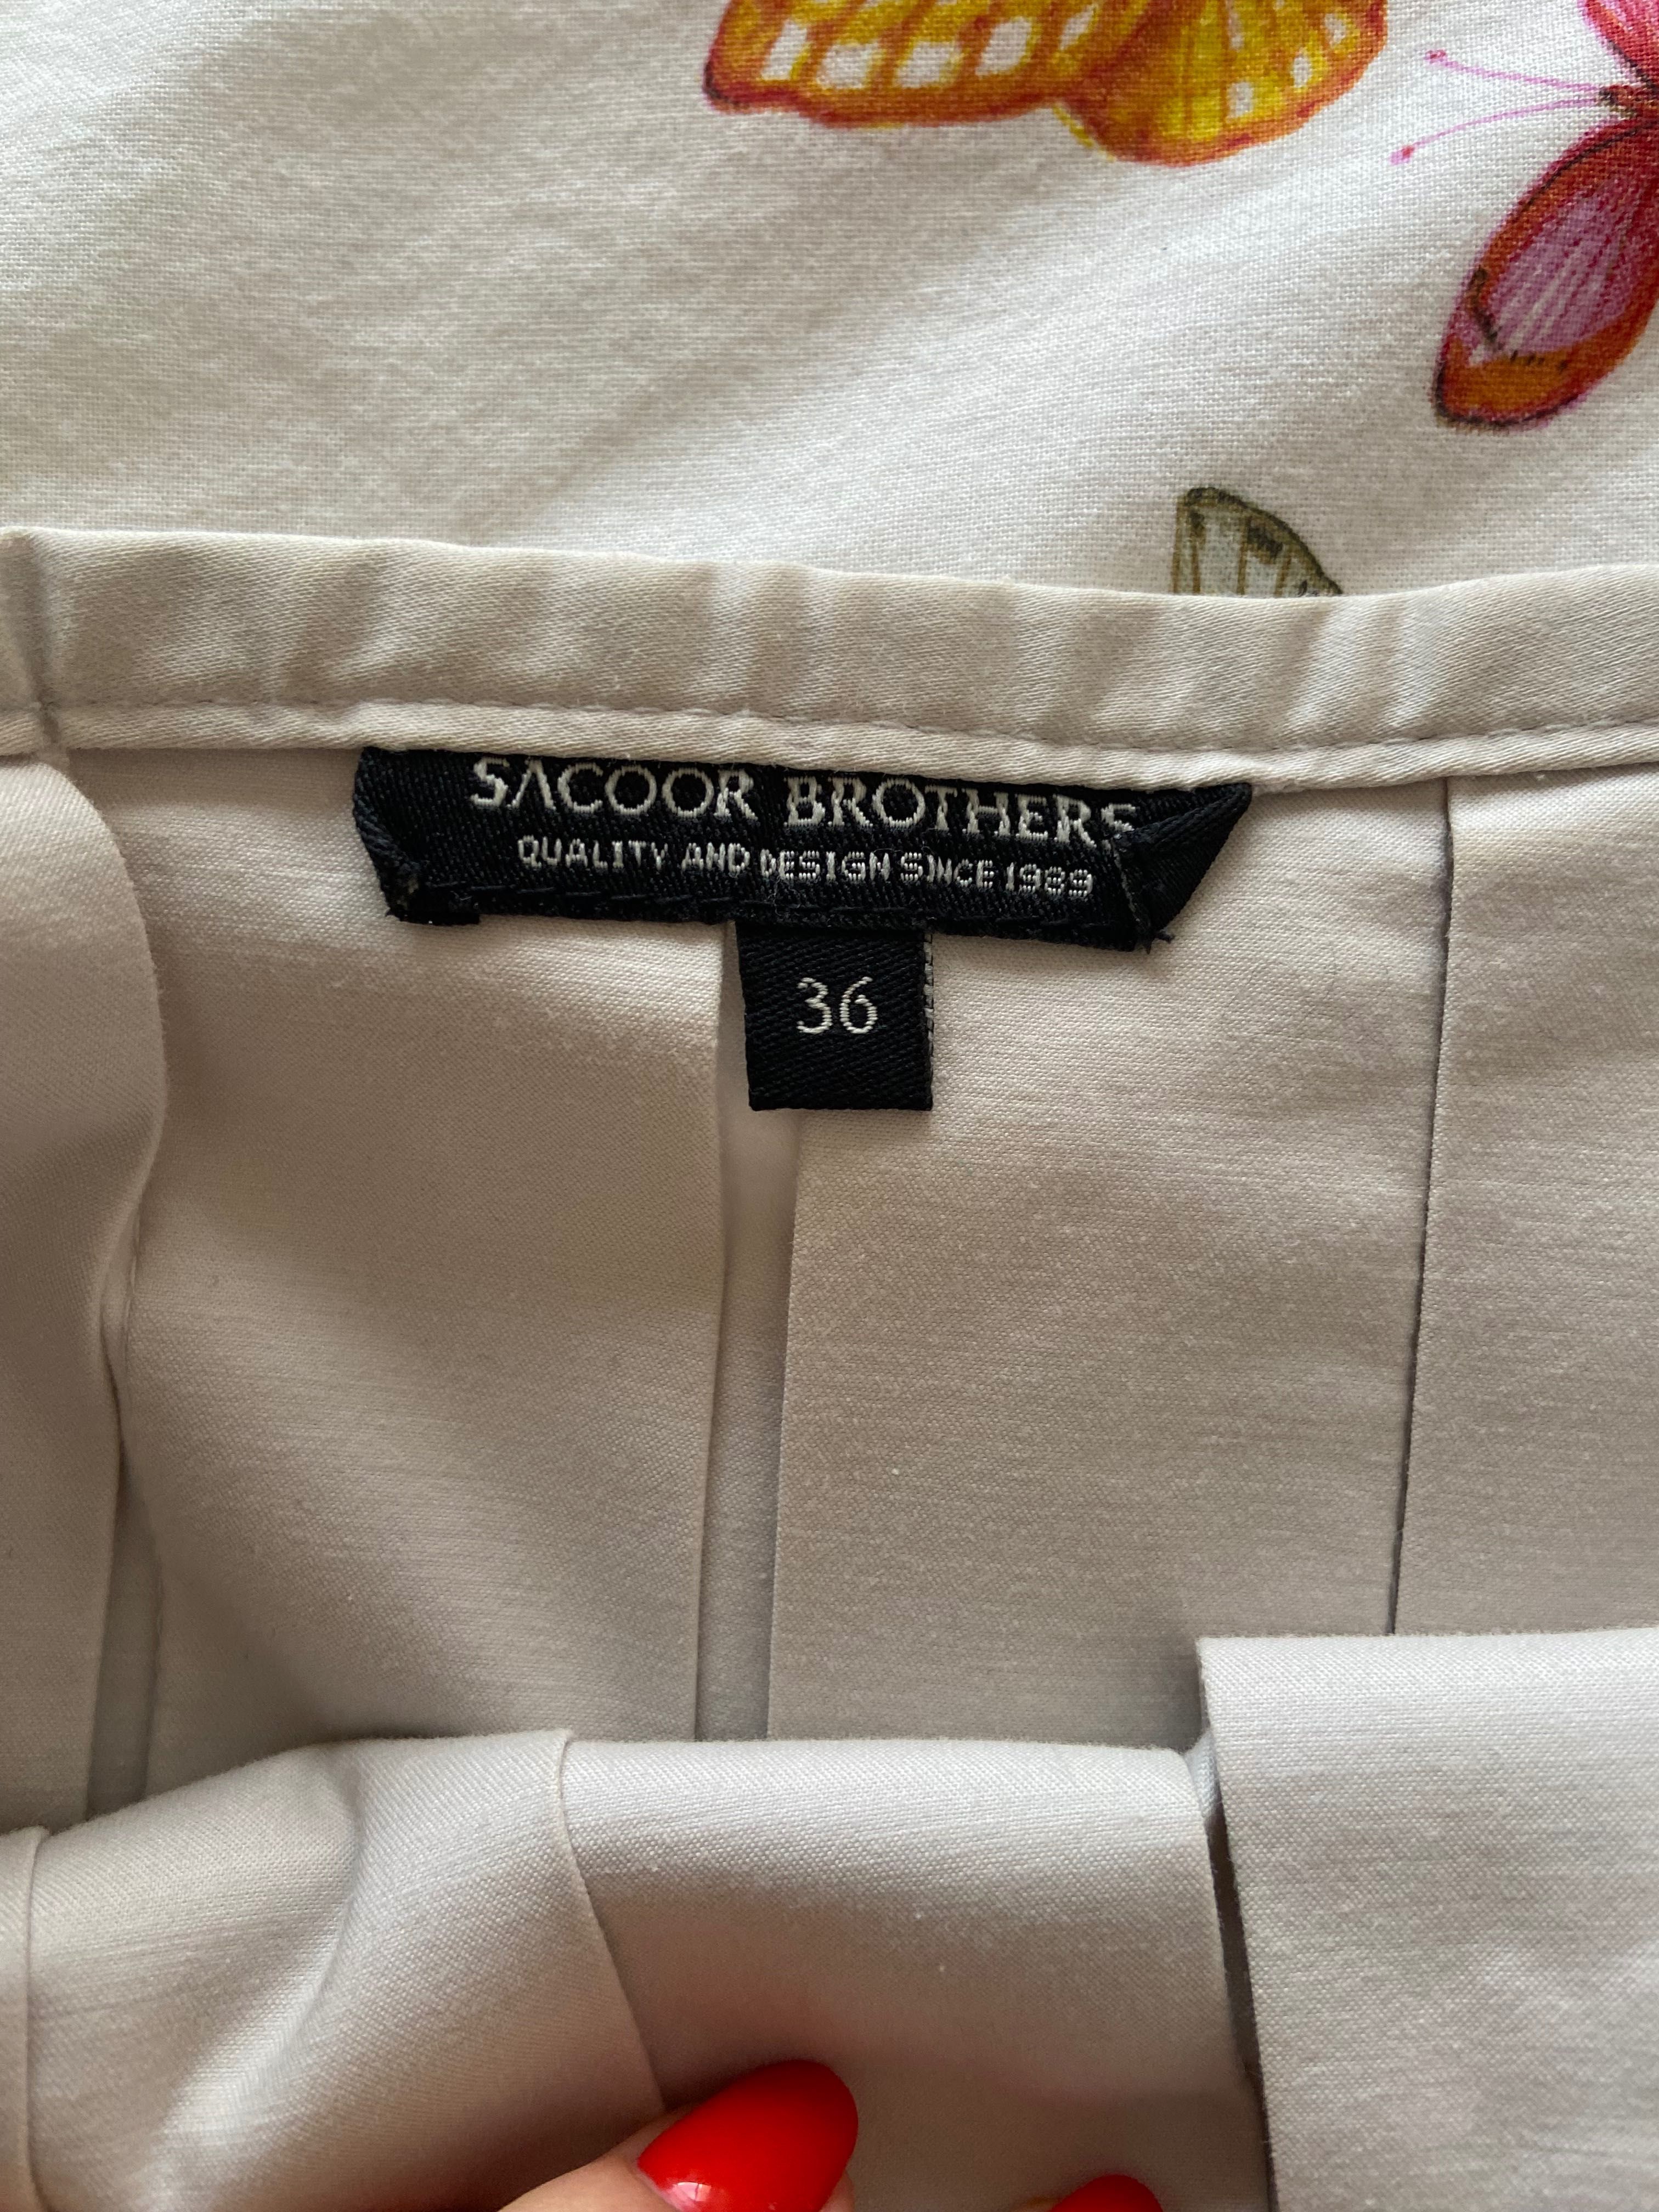 SACOOR BROTHERS
QUALITY AND DESIGN SINCE 1989
36